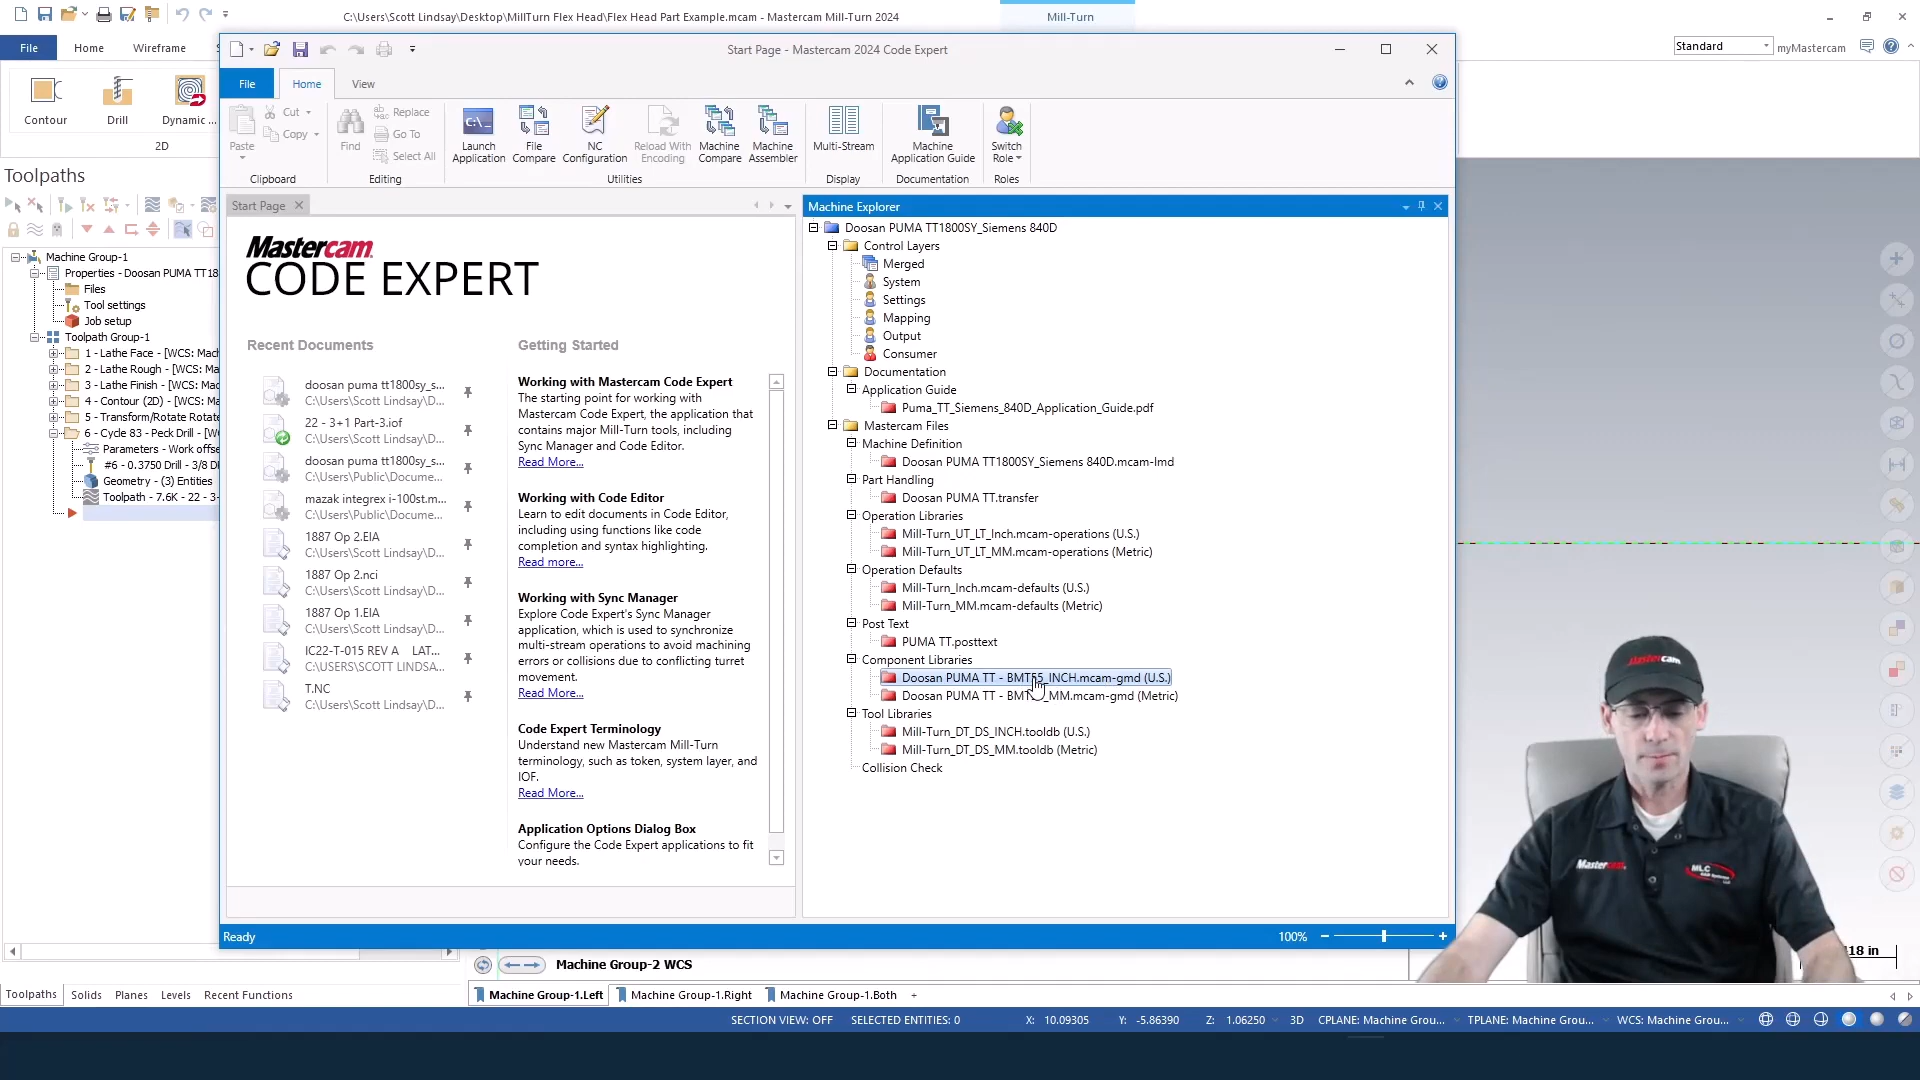 C:\Users\Scott Lindsay\Desktop\MillTurn Flex Head\Flex Head Part Example.mcam - Mastercam Mill-Turn 2024
Mill-Turn
File
Home
Wireframe
Standard
myMastercam
Start Page - Mastercam 2024 Code Expert
File
Home
View
Contour
Drill
Dynamic ...
2D
Paste
Cut
Copy
Clipboard
Find
Replace
Go To
Select All
Editing
Launch Application
File Compare
NC Configuration
Reload With Encoding
Machine Compare
Machine Assembler
Utilities
Multi-Stream
Display
Machine Application Guide
Documentation
Switch Role
Roles
Toolpaths
Machine Group-1
Properties - Doosan PUMA TT18
Files
Tool settings
Job setup
Toolpath Group-1
1 - Lathe Face - [WCS: Mac
2 - Lathe Rough - [WCS: Ma
3 - Lathe Finish - [WCS: Ma
4 - Contour (2D) - [WCS: M
5 - Transform/Rotate Rotate
6 - Cycle 83 - Peck Drill - [W
Parameters - Work offse
#6 - 0.3750 Drill - 3/8 D
Geometry - (3) Entities
Toolpath - 7.6K - 22 - 3-
Start Page
Mastercam
CODE EXPERT
Recent Documents
doosan puma tt1800sy_s...
C:\Users\Scott Lindsay\D...
22 - 3+1 Part-3.iof
C:\Users\Scott Lindsay\D...
doosan puma tt1800sy_s...
C:\Users\Public\Docume...
mazak integrex i-100st.m...
C:\Users\Public\Docume...
1887 Op 2.EIA
C:\Users\Scott Lindsay\D...
1887 Op 2.nci
C:\Users\Scott Lindsay\D...
1887 Op 1.EIA
C:\Users\Scott Lindsay\D...
IC22-T-015 REV A LAT...
C:\USERS\SCOTT LINDSA...
T.NC
C:\Users\Scott Lindsay\D...
Getting Started
Working with Mastercam Code Expert
The starting point for working with
Mastercam Code Expert, the application that
contains major Mill-Turn tools, including
Sync Manager and Code Editor.
Read More...
Working with Code Editor
Learn to edit documents in Code Editor,
including using functions like code
completion and syntax highlighting.
Read more...
Working with Sync Manager
Explore Code Expert's Sync Manager
application, which is used to synchronize
multi-stream operations to avoid machining
errors or collisions due to conflicting turret
movement.
Read More...
Code Expert Terminology
Understand new Mastercam Mill-Turn
terminology, such as token, system layer, and
IOF.
Read More...
Application Options Dialog Box
Configure the Code Expert applications to fit
your needs.
Machine Explorer
Doosan PUMA TT1800SY_Siemens 840D
Control Layers
Merged
System
Settings
Mapping
Output
Consumer
Documentation
Application Guide
Puma_TT_Siemens_840D_Application_Guide.pdf
Mastercam Files
Machine Definition
Doosan PUMA TT1800SY_Siemens 840D.mcam-lmd
Part Handling
Doosan PUMA TT.transfer
Operation Libraries
Mill-Turn_UT_LT_Inch.mcam-operations (U.S.)
Mill-Turn_UT_LT_MM.mcam-operations (Metric)
Operation Defaults
Mill-Turn_Inch.mcam-defaults (U.S.)
Mill-Turn_MM.mcam-defaults (Metric)
Post Text
PUMA TT.posttext
Component Libraries
Doosan PUMA TT - BMT55_INCH.mcam-gmd (U.S.)
Doosan PUMA TT - _MM.mcam-gmd (Metric)
Tool Libraries
Mill-Turn_DT_DS_INCH.tooldb (U.S.)
Mill-Turn_DT_DS_MM.tooldb (Metric)
Collision Check
Ready
100%
Mastercam
Mastercam
MLC
18 in
Machine Group-2 WCS
Toolpaths
Solids
Planes
Levels
Recent Functions
Machine Group-1.Left
Machine Group-1.Right
Machine Group-1.Both
SECTION VIEW: OFF
SELECTED ENTITIES: 0
X: 10.09305
Y: -5.86390
Z: 1.06250
3D
CPLANE: Machine Grou...
TPLANE: Machine Grou...
WCS: Machine Grou...